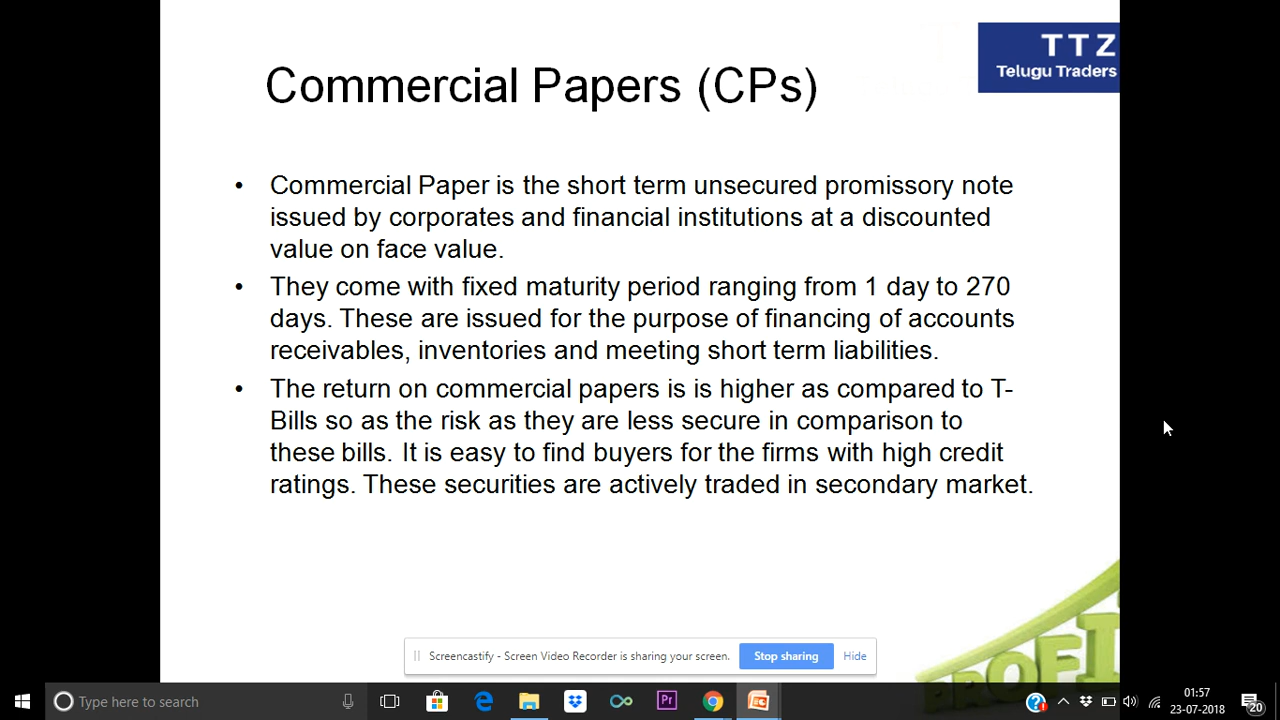 T T Z
Telugu Traders
Commercial Papers (CPs)
• Commercial Paper is the short term unsecured promissory note
issued by corporates and financial institutions at a discounted
value on face value.
• They come with fixed maturity period ranging from 1 day to 270
days. These are issued for the purpose of financing of accounts
receivables, inventories and meeting short term liabilities.
• The return on commercial papers is is higher as compared to T-
Bills so as the risk as they are less secure in comparison to
these bills. It is easy to find buyers for the firms with high credit
ratings. These securities are actively traded in secondary market.
PROFI
Screencastify - Screen Video Recorder is sharing your screen. Stop sharing Hide
Type here to search
Pr
01:57
23-07-2018
20